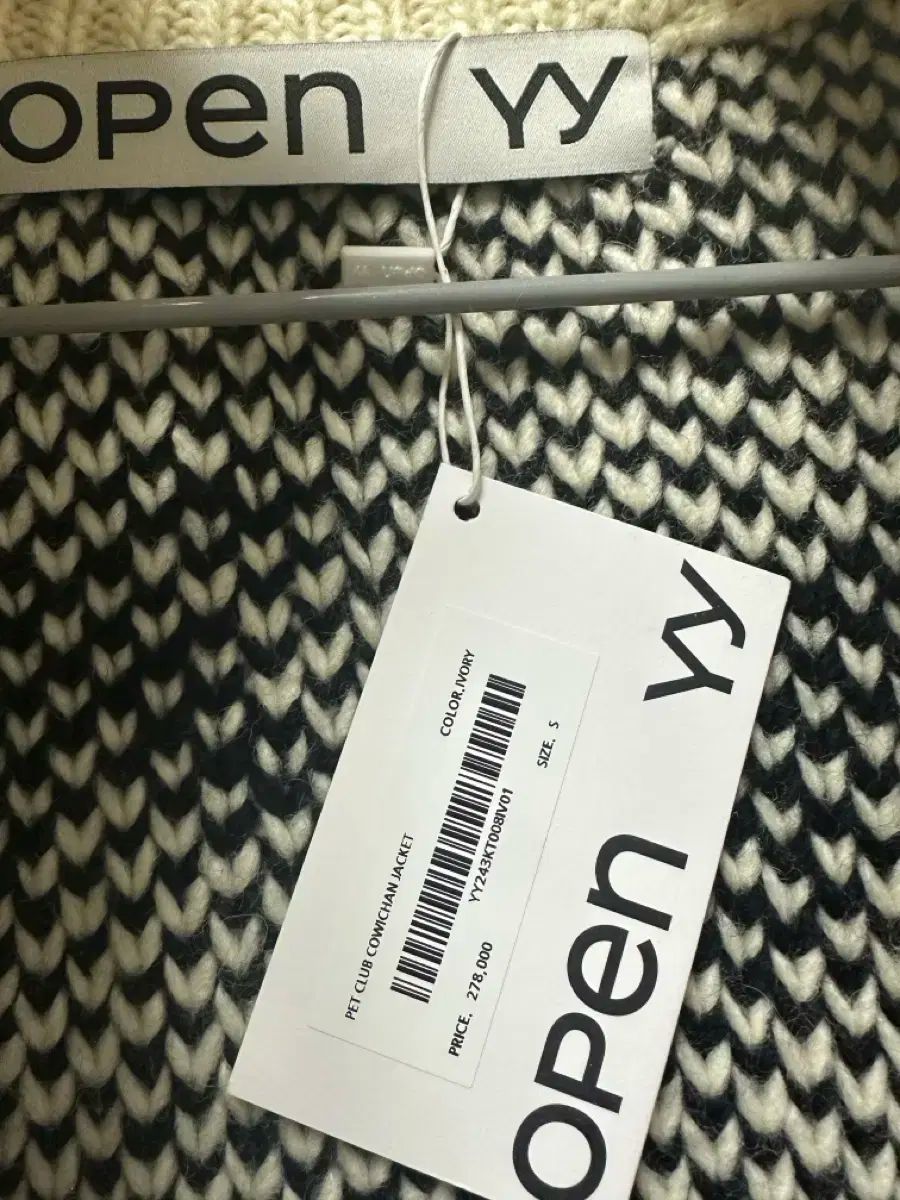 open yy
PET CLUB COWICHAN JACKET
COLOR.IVORY
YY243KT008IV01
PRICE. 278,000
SIZE. S
open yy